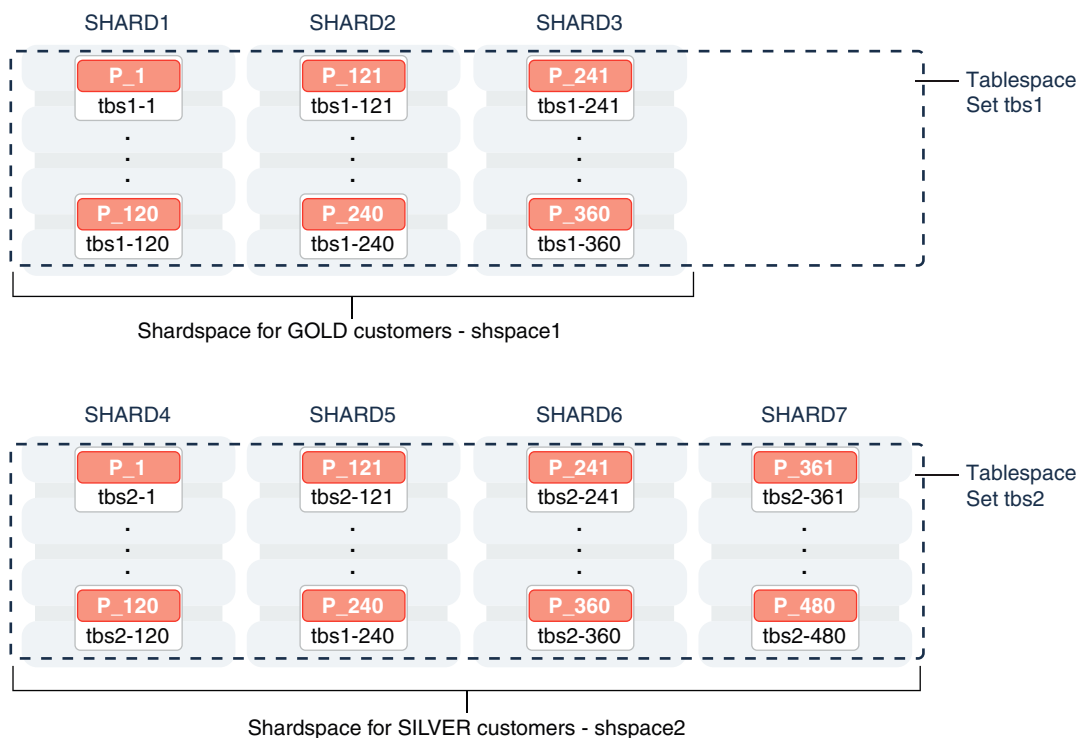 SHARD1 SHARD2 SHARD3
P_1 P_121 P_241
tbs1-1 tbs1-121 tbs1-241
Tablespace
Set tbs1
. . .
. . .
. . .
P_120 P_240 P_360
tbs1-120 tbs1-240 tbs1-360
Shardspace for GOLD customers - shspace1
SHARD4 SHARD5 SHARD6 SHARD7
P_1 P_121 P_241 P_361
tbs2-1 tbs2-121 tbs2-241 tbs2-361
Tablespace
Set tbs2
. . . .
. . . .
. . . .
P_120 P_240 P_360 P_480
tbs2-120 tbs1-240 tbs2-360 tbs2-480
Shardspace for SILVER customers - shspace2